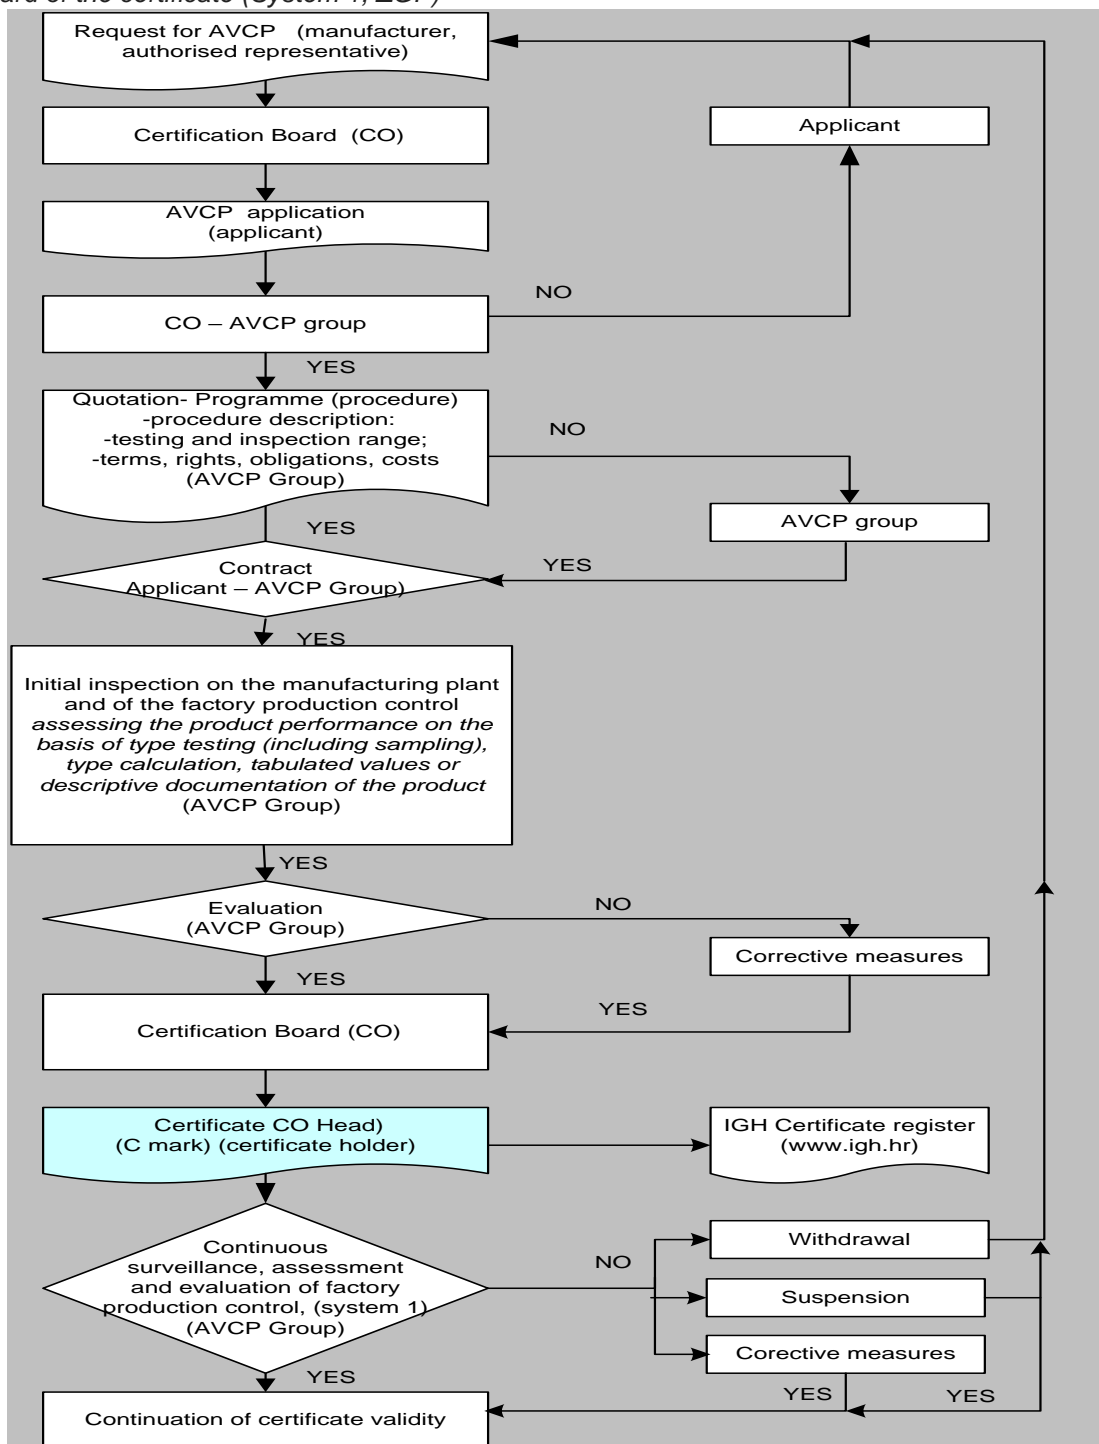 Request for AVCP (manufacturer,
authorised representative)
Certification Board (CO)
Applicant
AVCP application
(applicant)
NO
CO – AVCP group
YES
Quotation- Programme (procedure)
-procedure description:
-testing and inspection range;
-terms, rights, obligations, costs
(AVCP Group)
NO
AVCP group
YES
YES
Contract
Applicant – AVCP Group)
YES
Initial inspection on the manufacturing plant
and of the factory production control
assessing the product performance on the
basis of type testing (including sampling),
type calculation, tabulated values or
descriptive documentation of the product
(AVCP Group)
YES
Evaluation
(AVCP Group)
NO
Corrective measures
YES
YES
Certification Board (CO)
Certificate CO Head)
(C mark) (certificate holder)
IGH Certificate register
(www.igh.hr)
Continuous
surveillance, assessment
and evaluation of factory
production control, (system 1)
(AVCP Group)
NO
Withdrawal
Suspension
Corective measures
YES
YES
YES
Continuation of certificate validity